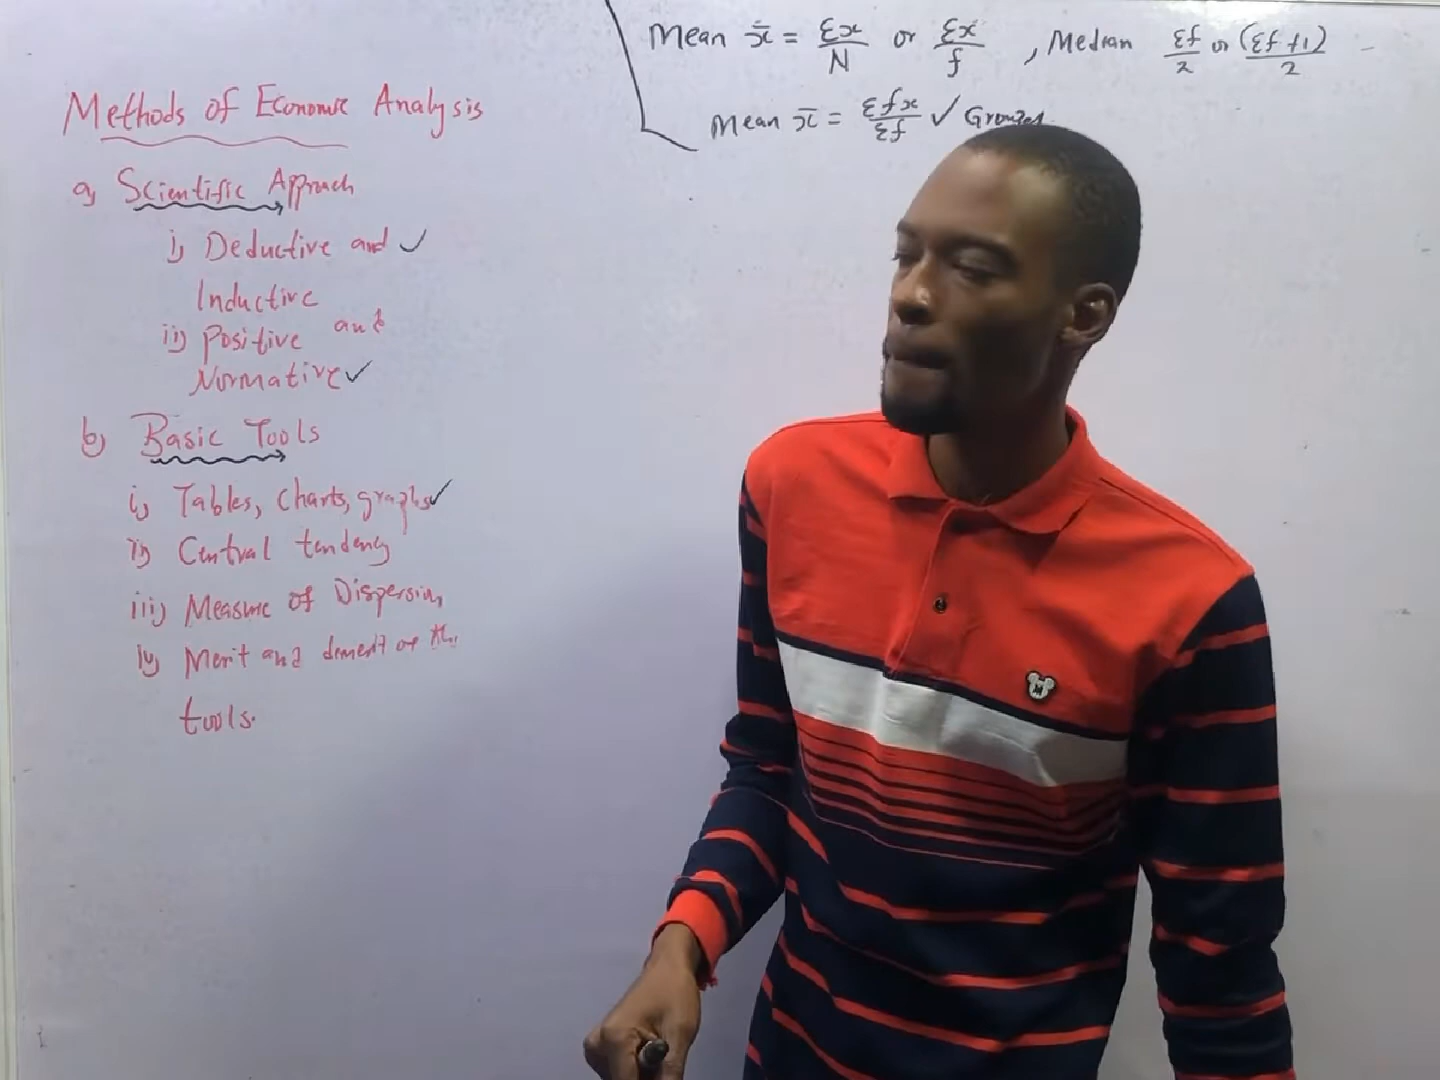 Mean x̄ = Σx/N or Σx/f , Median Σf/2 or (Σf+1)/2
Mean x̄ = Σfx/Σf ✓ Grouped
Methods of Economic Analysis
a) Scientific Approach
i) Deductive and ✓
Inductive
ii) Positive and
Normative ✓
b) Basic Tools
i) Tables, Charts, graphs ✓
ii) Central tendency
iii) Measure of Dispersion
iv) Merit and demerit of the
tools.